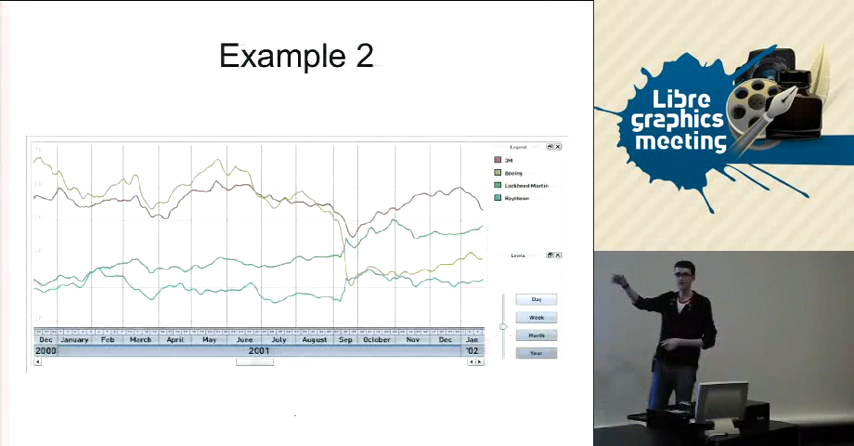 Example 2
Legend
3M
Boeing
Lockheed Martin
Raytheon
Levels
Day
Week
Month
Year
Dec January Feb March April May June July August Sep October Nov Dec Jan
2000 2001 '02
Libre
graphics
meeting